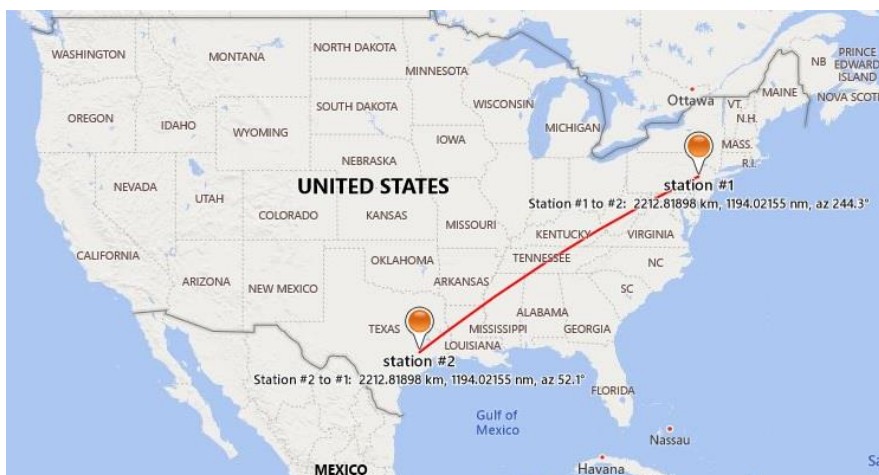 WASHINGTON
MONTANA
NORTH DAKOTA
MINNESOTA
OREGON
IDAHO
WYOMING
SOUTH DAKOTA
WISCONSIN
MICHIGAN
Ottawa
VT.
N.H.
MAINE
NB
PRINCE
EDWARD
ISLAND
NOVA SCOT
MASS.
R.I.
NEVADA
UTAH
COLORADO
NEBRASKA
IOWA
UNITED STATES
KANSAS
MISSOURI
station #1
Station #1 to #2: 2212.81898 km, 1194.02155 nm, az 244.3°
KENTUCKY
VIRGINIA
CALIFORNIA
ARIZONA
NEW MEXICO
OKLAHOMA
ARKANSAS
TENNESSEE
NC
SC
TEXAS
MISSISSIPPI
ALABAMA
GEORGIA
LOUISIANA
station #2
Station #2 to #1: 2212.81898 km, 1194.02155 nm, az 52.1°
FLORIDA
Gulf of
Mexico
Nassau
MEXICO
Havana
Sa